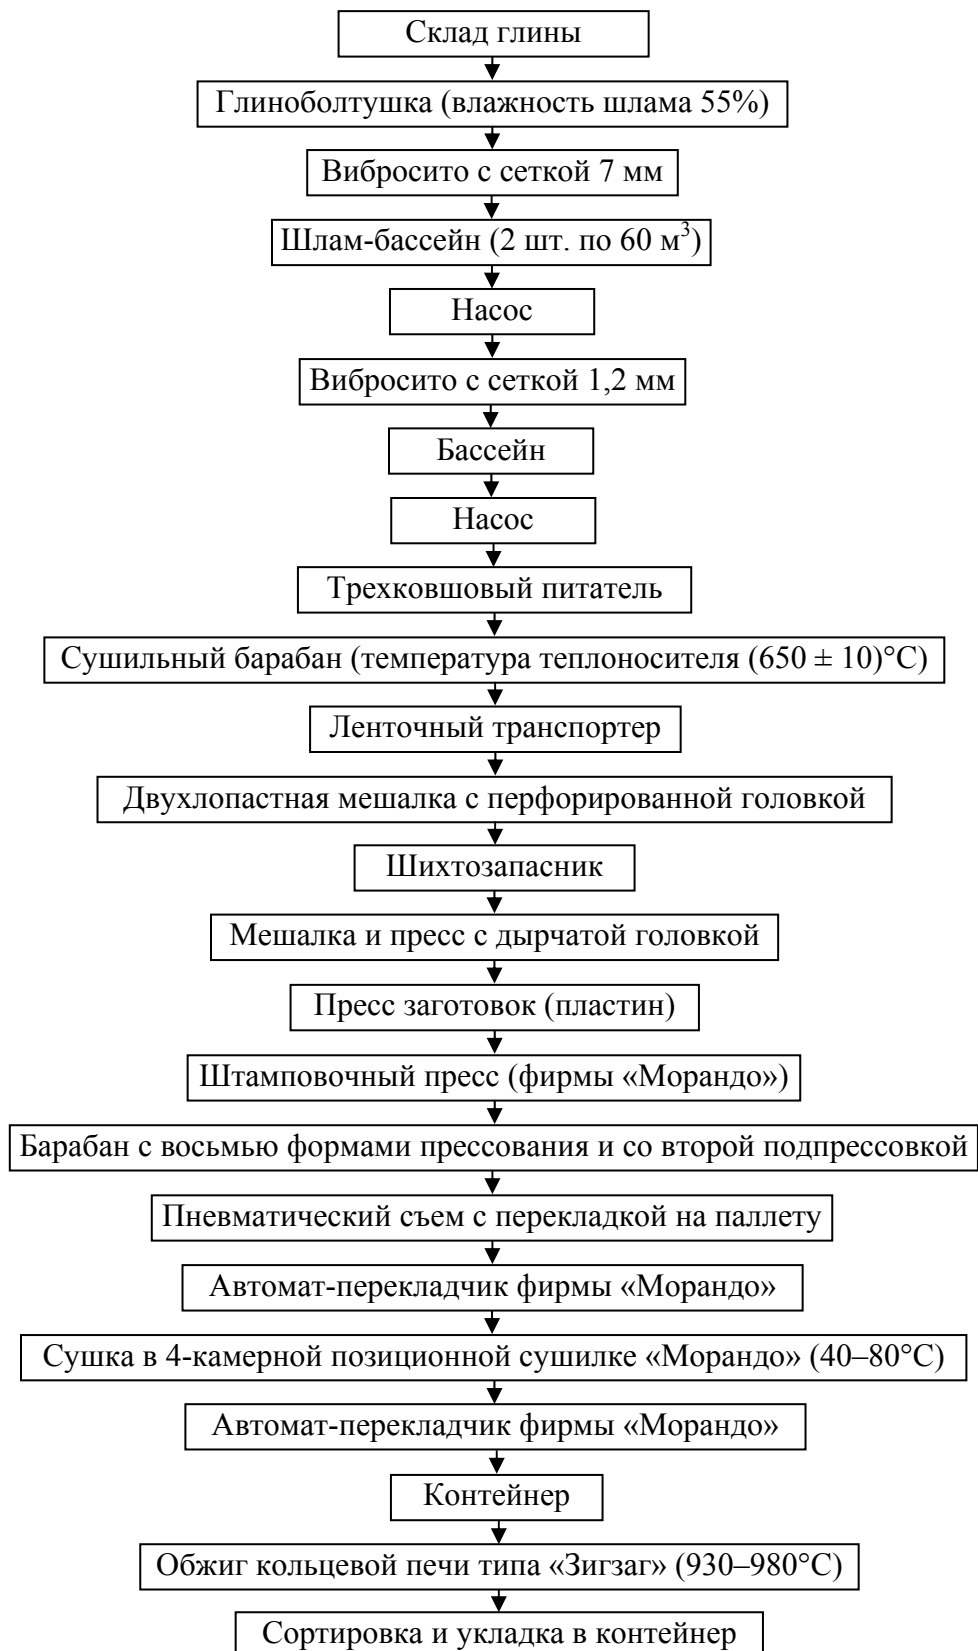 Склад глины
Глиноболтушка (влажность шлама 55%)
Вибросито с сеткой 7 мм
Шлам-бассейн (2 шт. по 60 м³)
Насос
Вибросито с сеткой 1,2 мм
Бассейн
Насос
Трехковшовый питатель
Сушильный барабан (температура теплоносителя (650 ± 10)°С)
Ленточный транспортер
Двухлопастная мешалка с перфорированной головкой
Шихтозапасник
Мешалка и пресс с дырчатой головкой
Пресс заготовок (пластин)
Штамповочный пресс (фирмы «Морандо»)
Барабан с восьмью формами прессования и со второй подпрессовкой
Пневматический съем с перекладкой на паллету
Автомат-перекладчик фирмы «Морандо»
Сушка в 4-камерной позиционной сушилке «Морандо» (40–80°С)
Автомат-перекладчик фирмы «Морандо»
Контейнер
Обжиг кольцевой печи типа «Зигзаг» (930–980°С)
Сортировка и укладка в контейнер